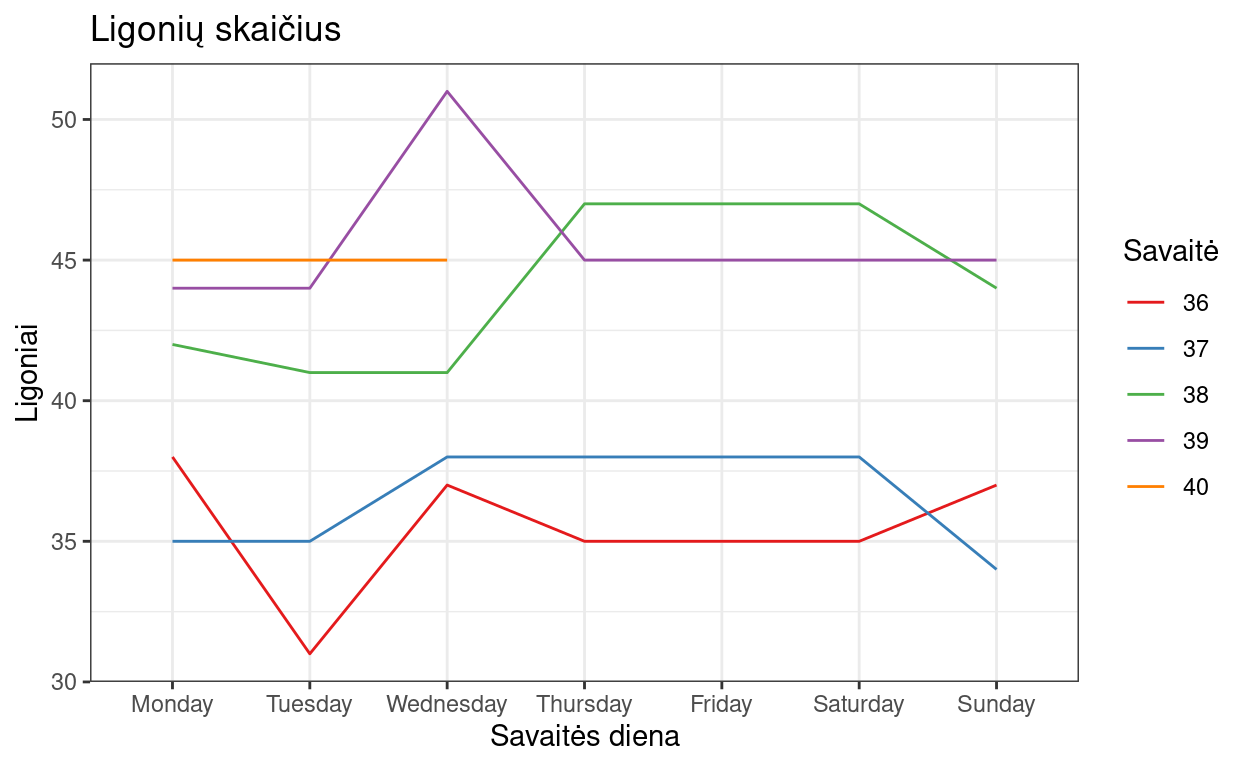 Ligonių skaičius
Ligoniai
50
45
40
35
30
Monday Tuesday Wednesday Thursday Friday Saturday Sunday
Savaitės diena
Savaitė
36
37
38
39
40